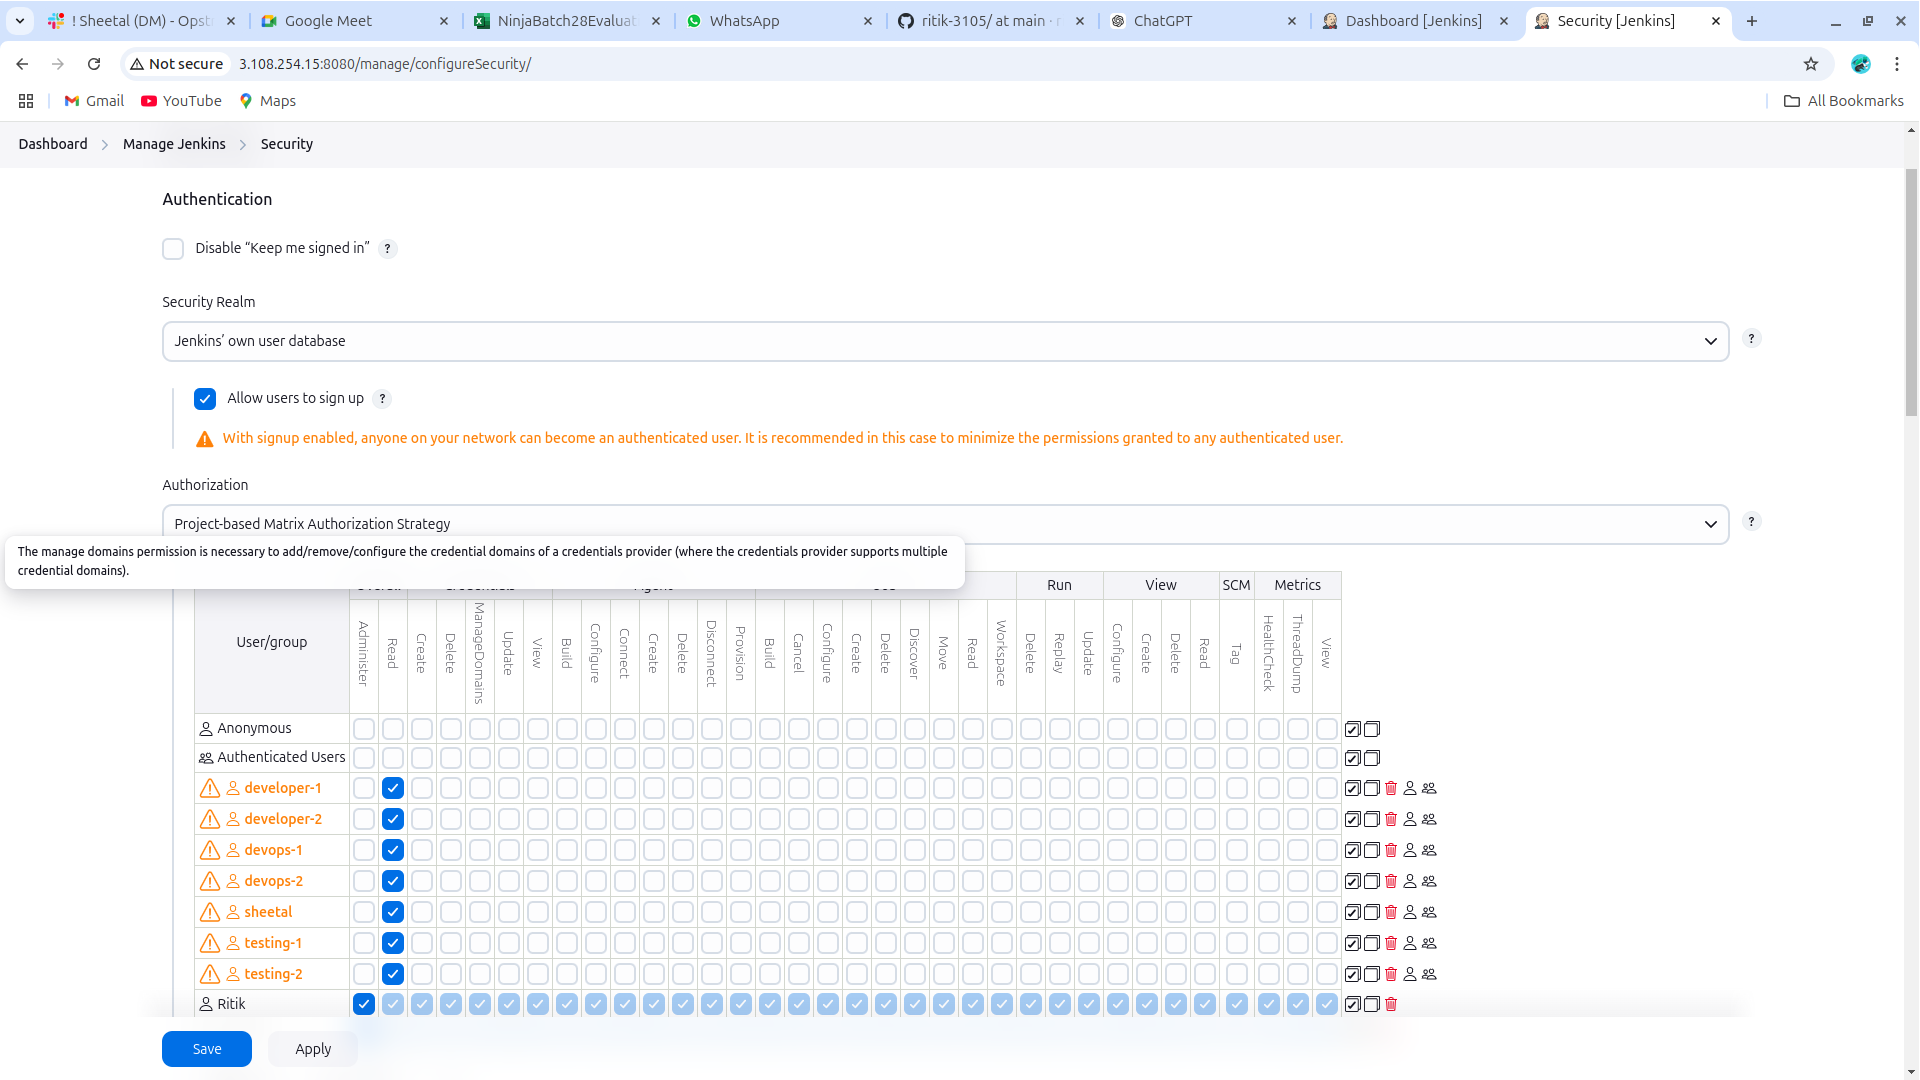 ! Sheetal (DM) - Opst
Google Meet
NinjaBatch28Evaluat
WhatsApp
ritik-3105/ at main · r
ChatGPT
Dashboard [Jenkins]
Security [Jenkins]
Not secure
3.108.254.15:8080/manage/configureSecurity/
Gmail
YouTube
Maps
All Bookmarks
Dashboard
Manage Jenkins
Security
Authentication
Disable “Keep me signed in” ?
Security Realm
Jenkins’ own user database
?
Allow users to sign up ?
With signup enabled, anyone on your network can become an authenticated user. It is recommended in this case to minimize the permissions granted to any authenticated user.
Authorization
Project-based Matrix Authorization Strategy
?
The manage domains permission is necessary to add/remove/configure the credential domains of a credentials provider (where the credentials provider supports multiple
credential domains).
Run
View
SCM
Metrics
User/group
Administer
Read
Create
Delete
ManageDomains
Update
View
Build
Configure
Connect
Create
Delete
Disconnect
Provision
Build
Cancel
Configure
Create
Delete
Discover
Move
Read
Workspace
Delete
Replay
Update
Configure
Create
Delete
Read
Tag
HealthCheck
ThreadDump
View
Anonymous
Authenticated Users
developer-1
developer-2
devops-1
devops-2
sheetal
testing-1
testing-2
Ritik
Save
Apply